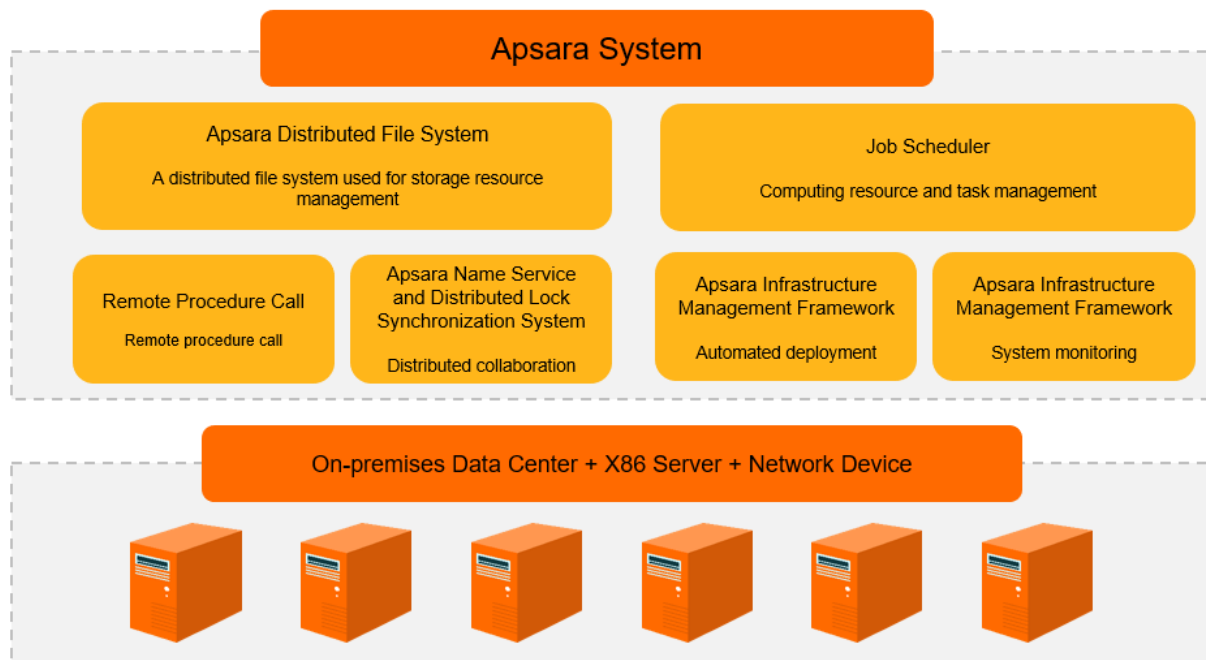 Apsara System
Apsara Distributed File System
A distributed file system used for storage resource
management
Job Scheduler
Computing resource and task management
Remote Procedure Call
Remote procedure call
Apsara Name Service
and Distributed Lock
Synchronization System
Distributed collaboration
Apsara Infrastructure
Management Framework
Automated deployment
Apsara Infrastructure
Management Framework
System monitoring
On-premises Data Center + X86 Server + Network Device